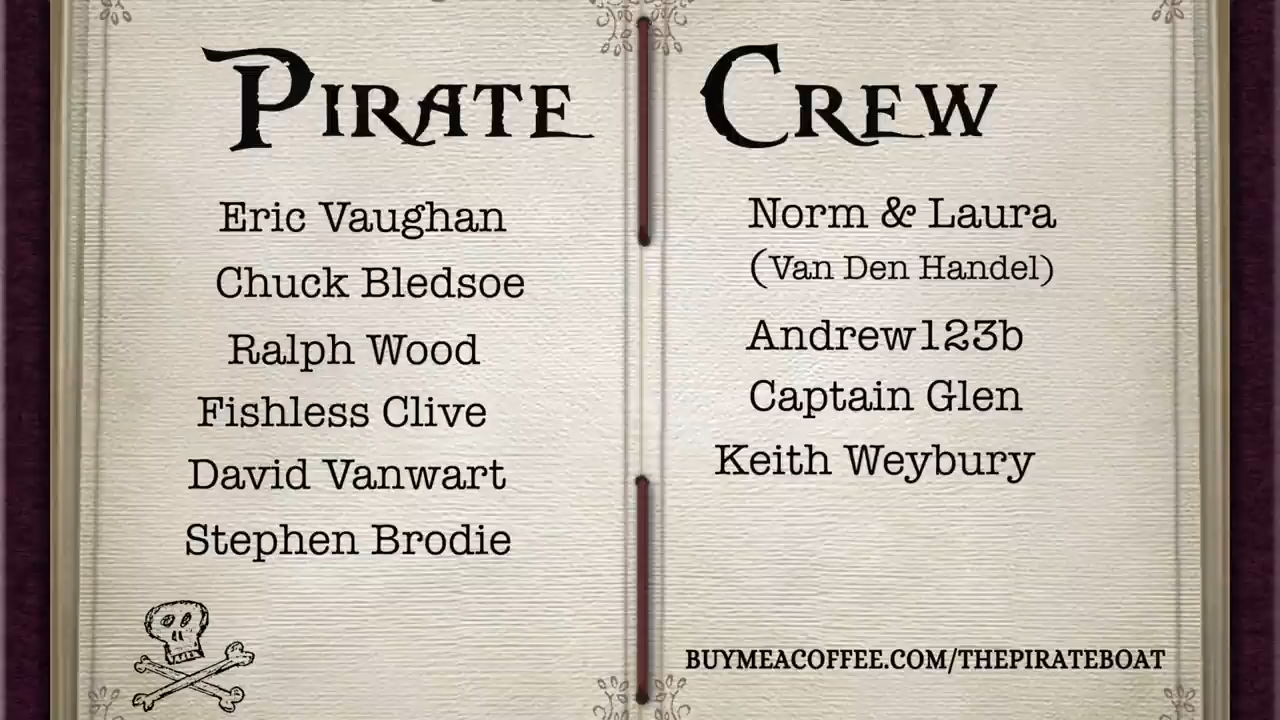 Pirate Crew
Eric Vaughan
Chuck Bledsoe
Ralph Wood
Fishless Clive
David Vanwart
Stephen Brodie
Norm & Laura
(Van Den Handel)
Andrew123b
Captain Glen
Keith Weybury
BUYMEACOFFEE.COM/THEPIRATEBOAT